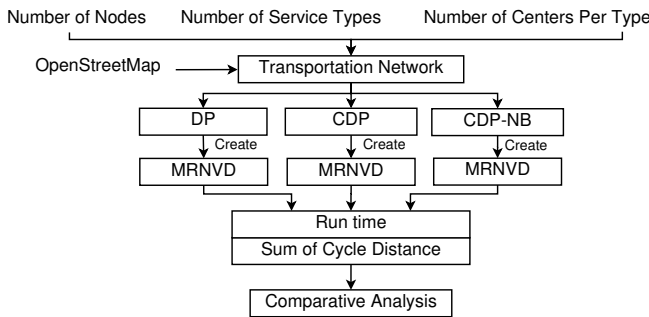 Number of Nodes Number of Service Types Number of Centers Per Type
OpenStreetMap Transportation Network
DP CDP CDP-NB
Create Create Create
MRNVD MRNVD MRNVD
Run time
Sum of Cycle Distance
Comparative Analysis